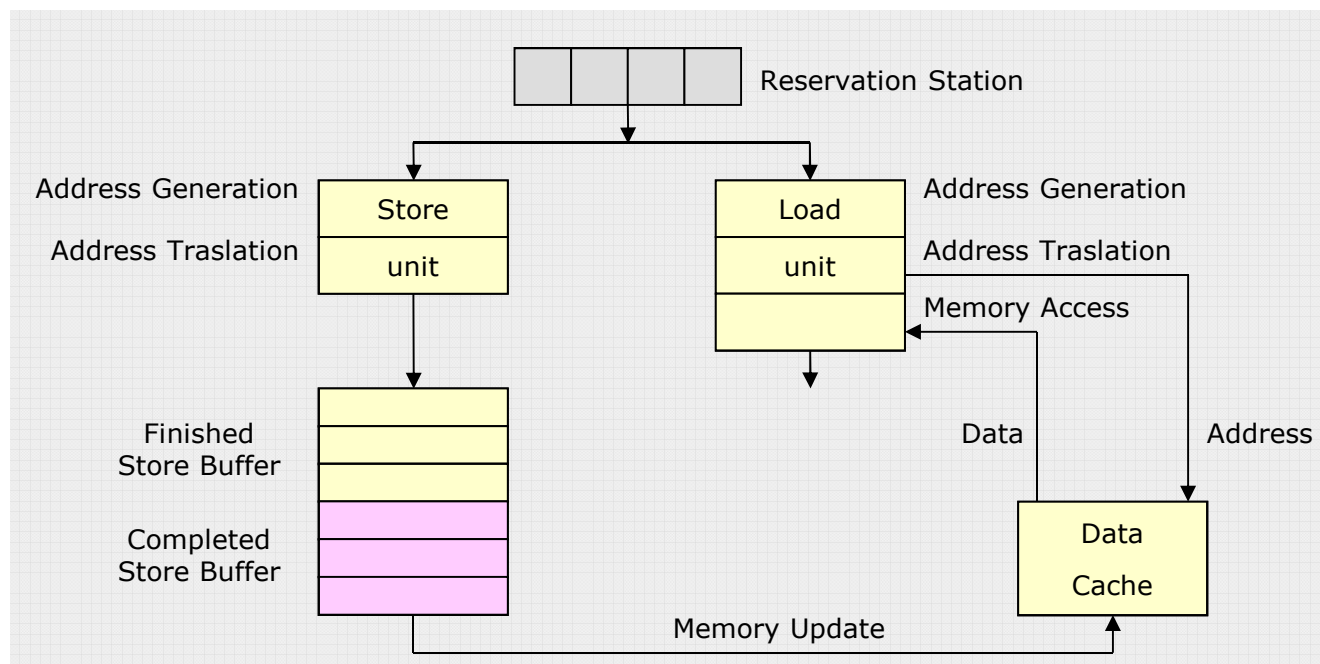 Reservation Station
Address Generation
Store
Load
Address Generation
Address Traslation
unit
unit
Address Traslation
Memory Access
Finished
Store Buffer
Data
Address
Completed
Store Buffer
Data
Cache
Memory Update